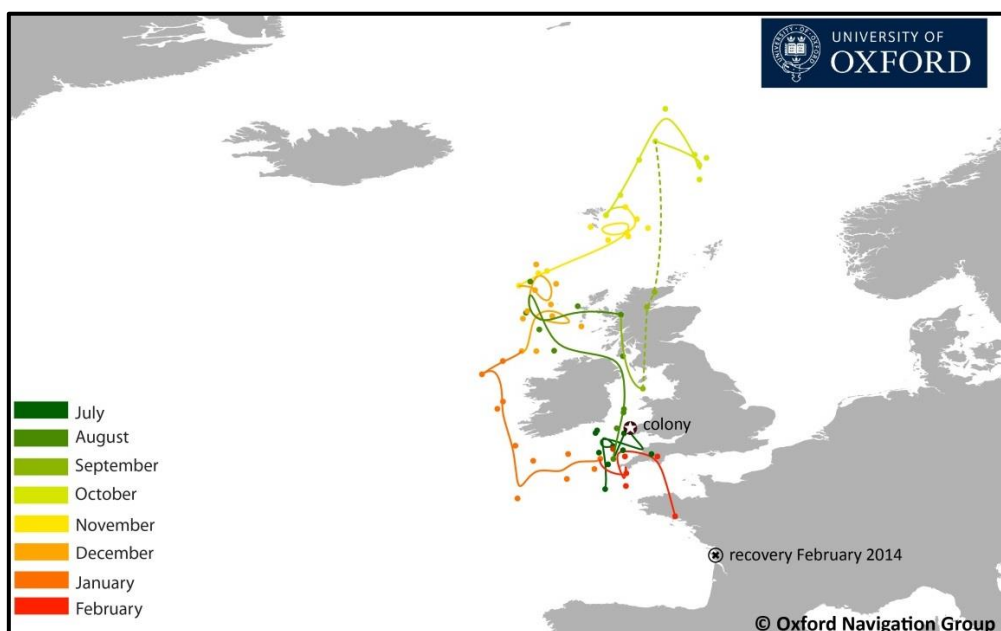 UNIVERSITY OF
OXFORD
colony
July
August
September
October
November
December
January
February
recovery February 2014
© Oxford Navigation Group